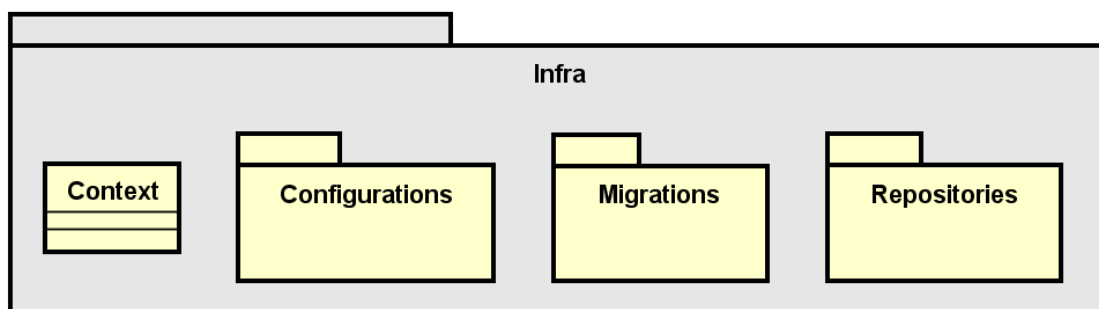 Infra
Context
Configurations
Migrations
Repositories